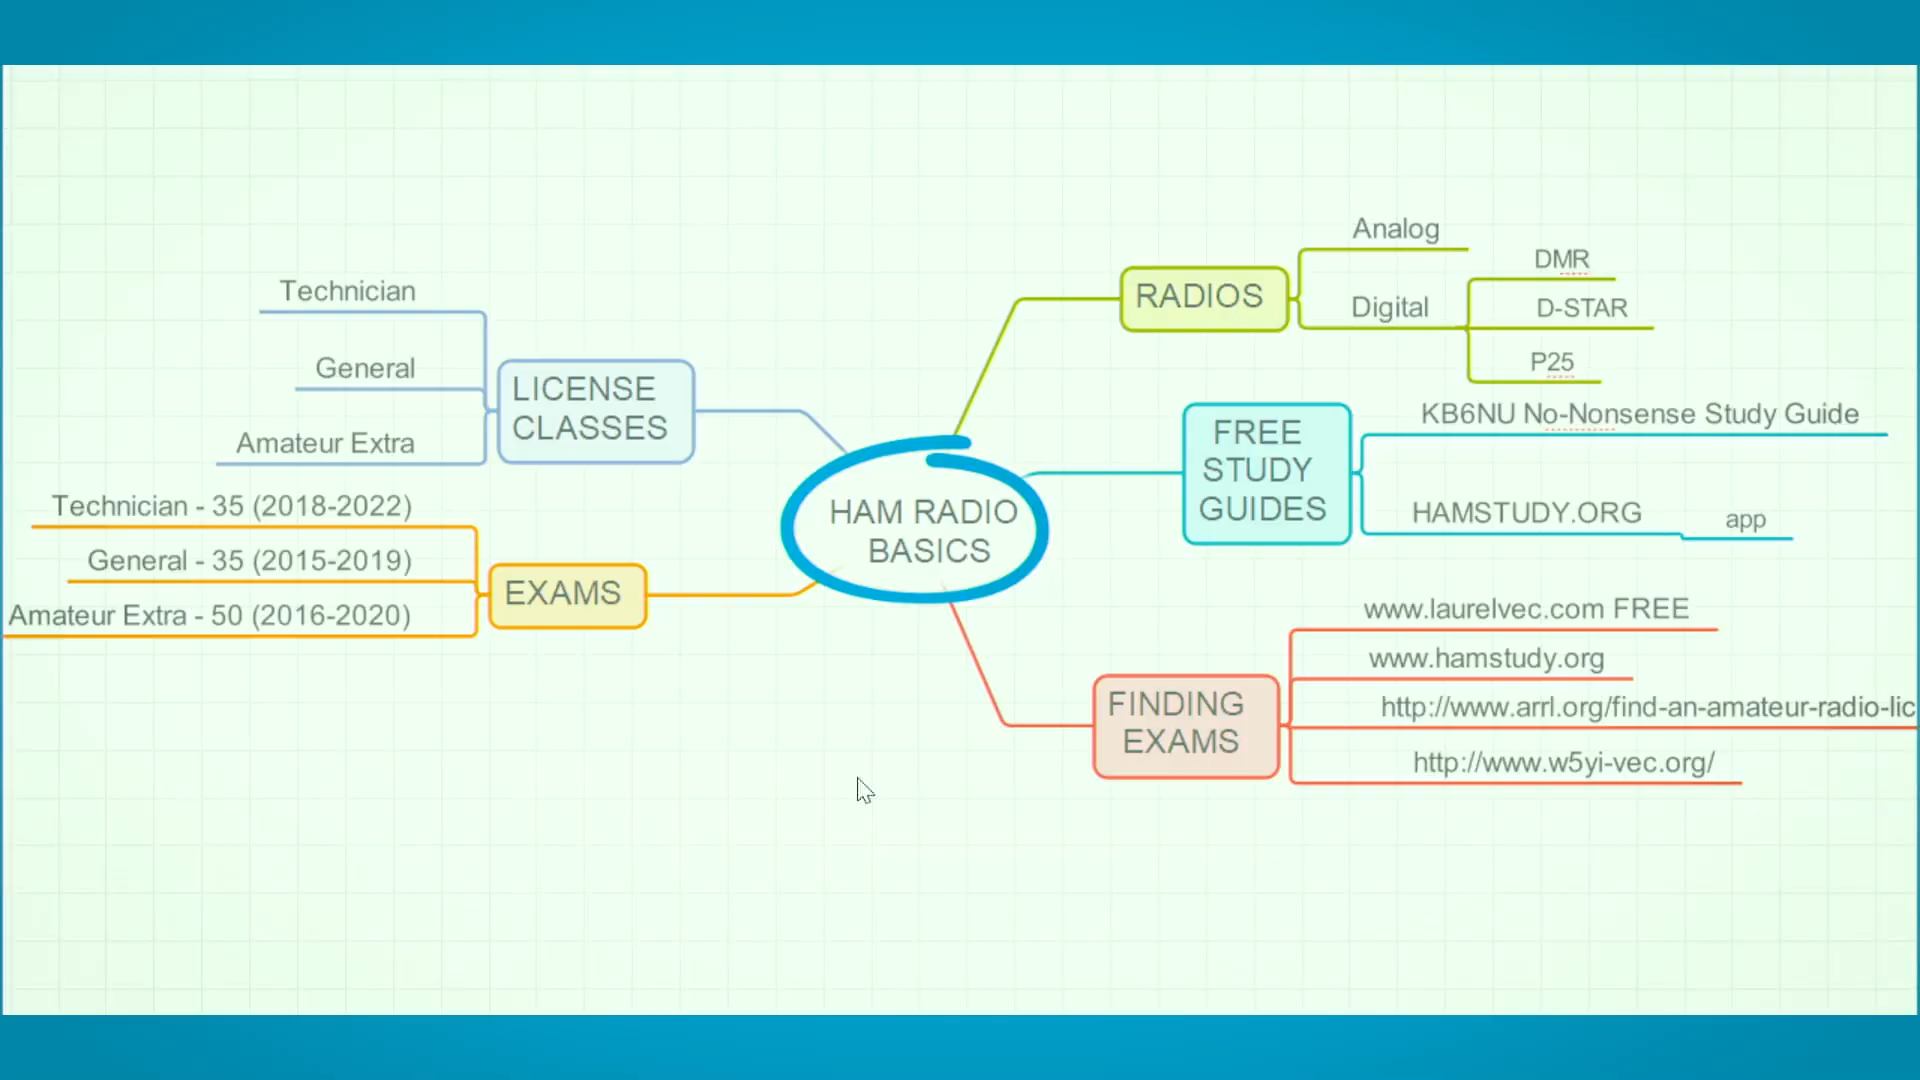 HAM RADIO
BASICS
LICENSE
CLASSES
Technician
General
Amateur Extra
EXAMS
Technician - 35 (2018-2022)
General - 35 (2015-2019)
Amateur Extra - 50 (2016-2020)
RADIOS
Analog
Digital
DMR
D-STAR
P25
FREE
STUDY
GUIDES
KB6NU No-Nonsense Study Guide
HAMSTUDY.ORG
app
FINDING
EXAMS
www.laurelvec.com FREE
www.hamstudy.org
http://www.arrl.org/find-an-amateur-radio-lic
http://www.w5yi-vec.org/